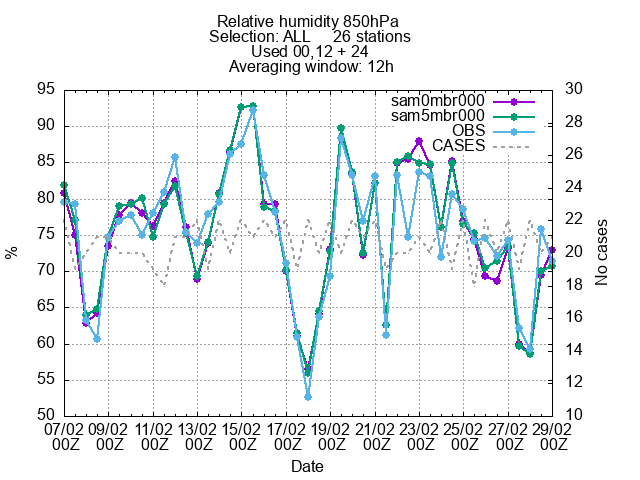 Relative humidity 850hPa
Selection: ALL 26 stations
Used 00,12 + 24
Averaging window: 12h
sam0mbr000
sam5mbr000
OBS
CASES
95
90
85
80
75
70
65
60
55
50
%
30
28
26
24
22
20
18
16
14
12
10
No cases
07/02 09/02 11/02 13/02 15/02 17/02 19/02 21/02 23/02 25/02 27/02 29/02
00Z 00Z 00Z 00Z 00Z 00Z 00Z 00Z 00Z 00Z 00Z 00Z
Date